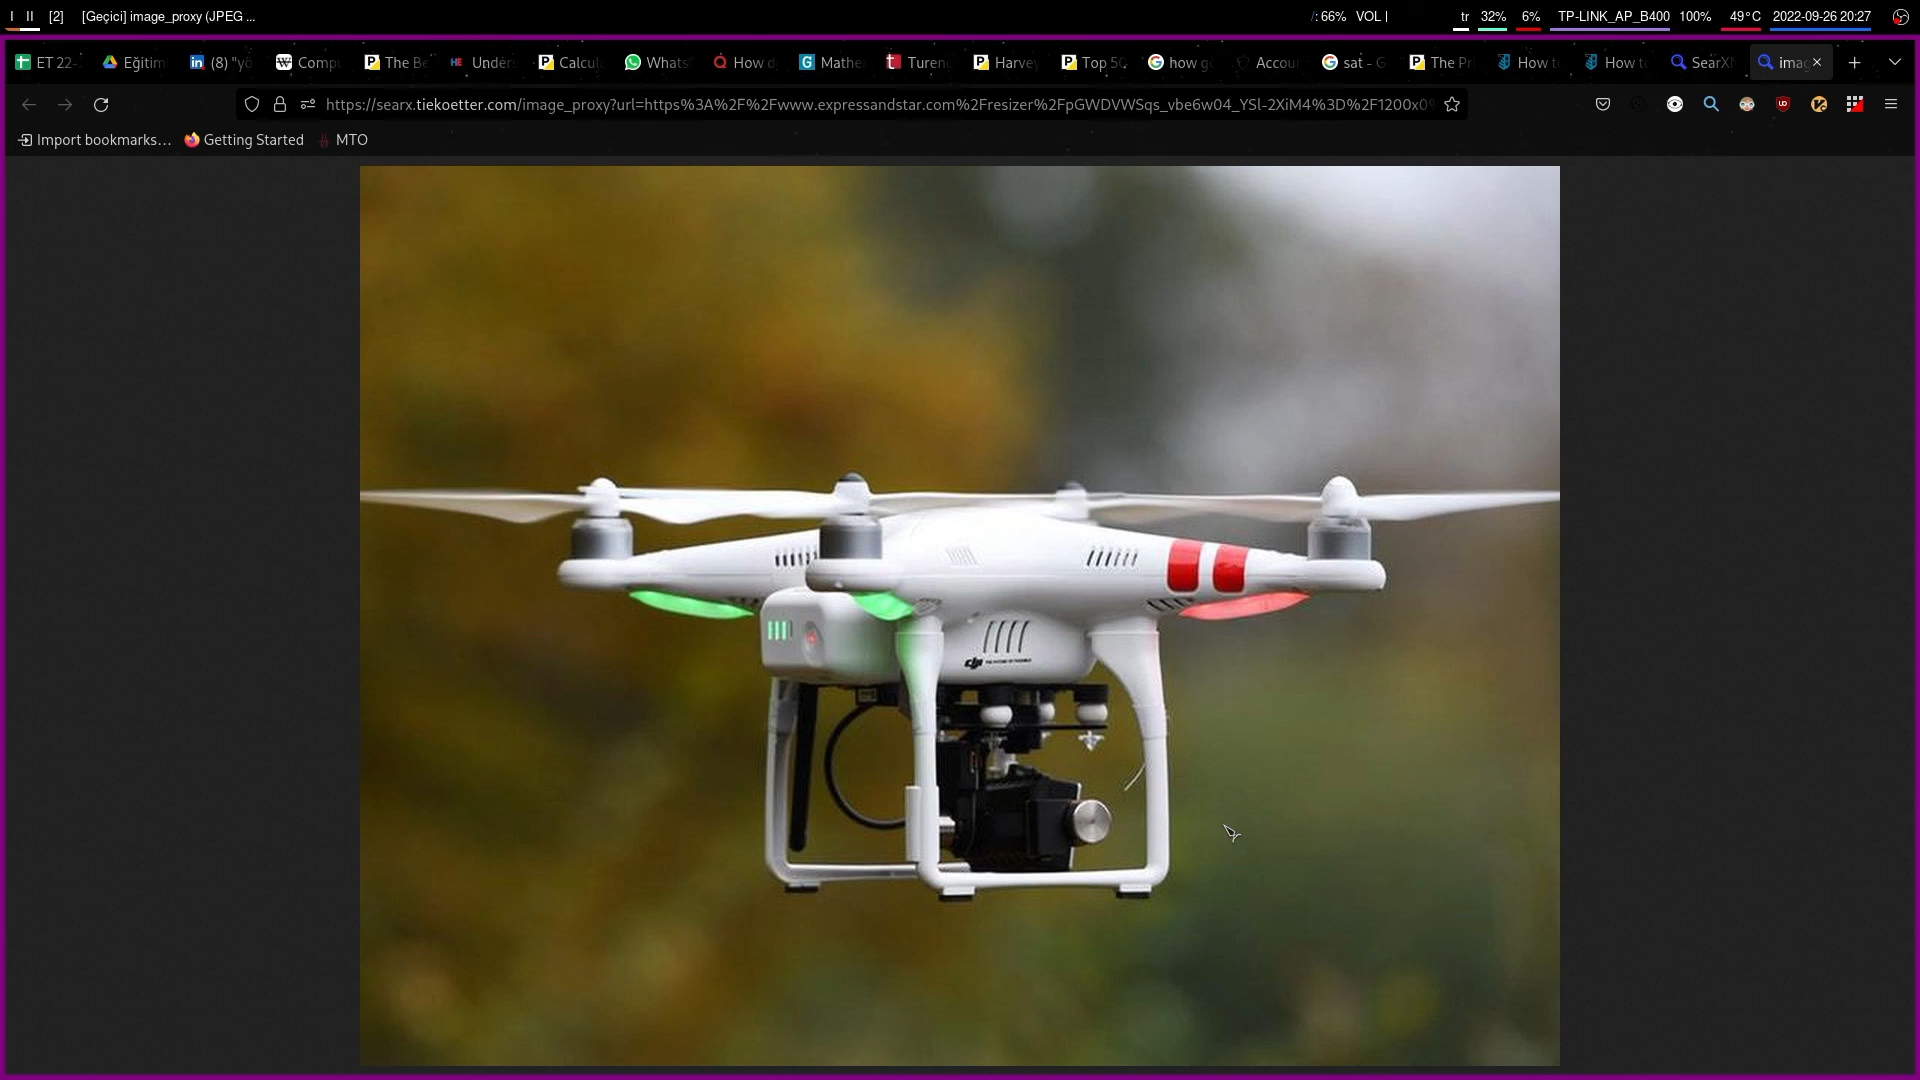 I II [2] [Geçici] image_proxy (JPEG ... /: 66% VOL | tr 32% 6% TP-LINK_AP_B400 100% 49°C 2022-09-26 20:27
ET 22- Eğitim (8) "yö Compu The Be Unders Calcul Whats How d Mathe Turen Harvey Top 50 how g Accou sat - G The Pr How t How t SearX imag
https://searx.tiekoetter.com/image_proxy?url=https%3A%2F%2Fwww.expressandstar.com%2Fresizer%2FpGWDVWSqs_vbe6w04_YSl-2XiM4%3D%2F1200x0%
Import bookmarks... Getting Started MTO
dji